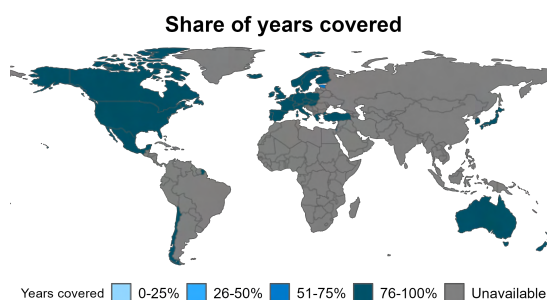 Share of years covered
Years covered 0-25% 26-50% 51-75% 76-100% Unavailable